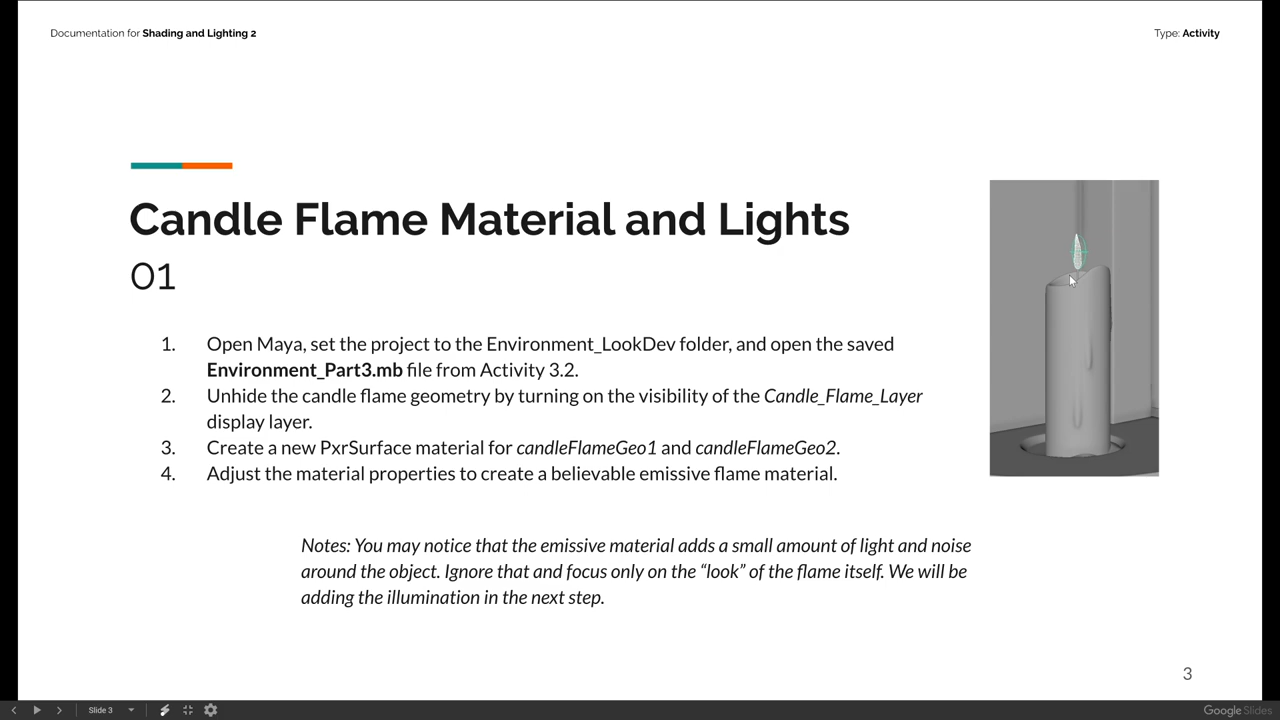 Documentation for Shading and Lighting 2
Type: Activity
Candle Flame Material and Lights
01
1. Open Maya, set the project to the Environment_LookDev folder, and open the saved
Environment_Part3.mb file from Activity 3.2.
2. Unhide the candle flame geometry by turning on the visibility of the Candle_Flame_Layer
display layer.
3. Create a new PxrSurface material for candleFlameGeo1 and candleFlameGeo2.
4. Adjust the material properties to create a believable emissive flame material.
Notes: You may notice that the emissive material adds a small amount of light and noise
around the object. Ignore that and focus only on the “look” of the flame itself. We will be
adding the illumination in the next step.
3
Slide 3
Google Slides